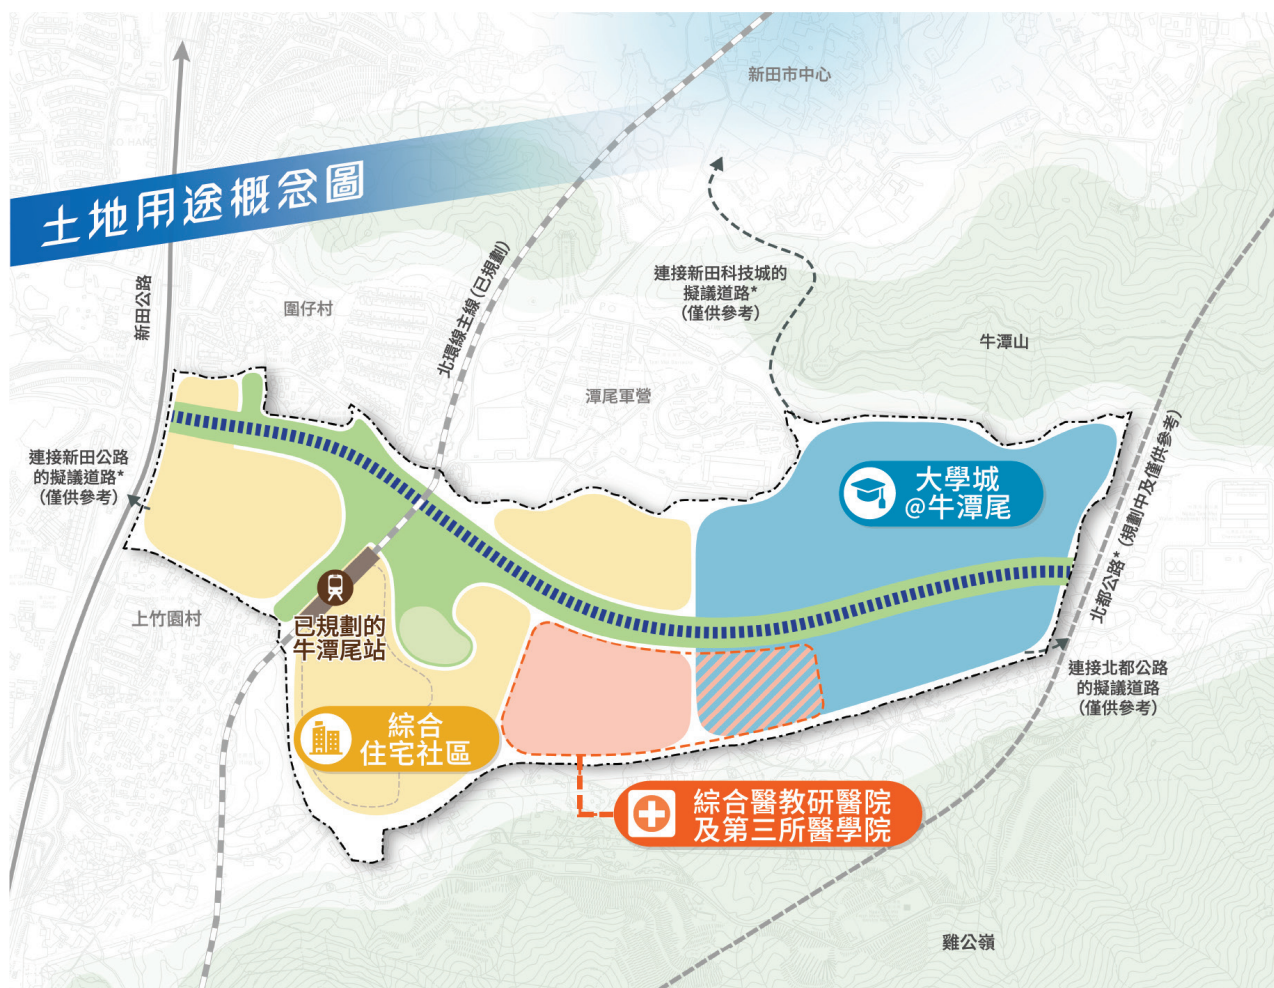 新田市中心
土地用途概念圖
新田公路
圍仔村
北環線主線(已規劃)
連接新田科技城的
擬議道路*
(僅供參考)
牛潭山
潭尾軍營
連接新田公路
的擬議道路*
(僅供參考)
大學城
@牛潭尾
北都公路*(規劃中及僅供參考)
上竹園村
已規劃的
牛潭尾站
連接北都公路
的擬議道路
(僅供參考)
綜合
住宅社區
綜合醫教研醫院
及第三所醫學院
雞公嶺